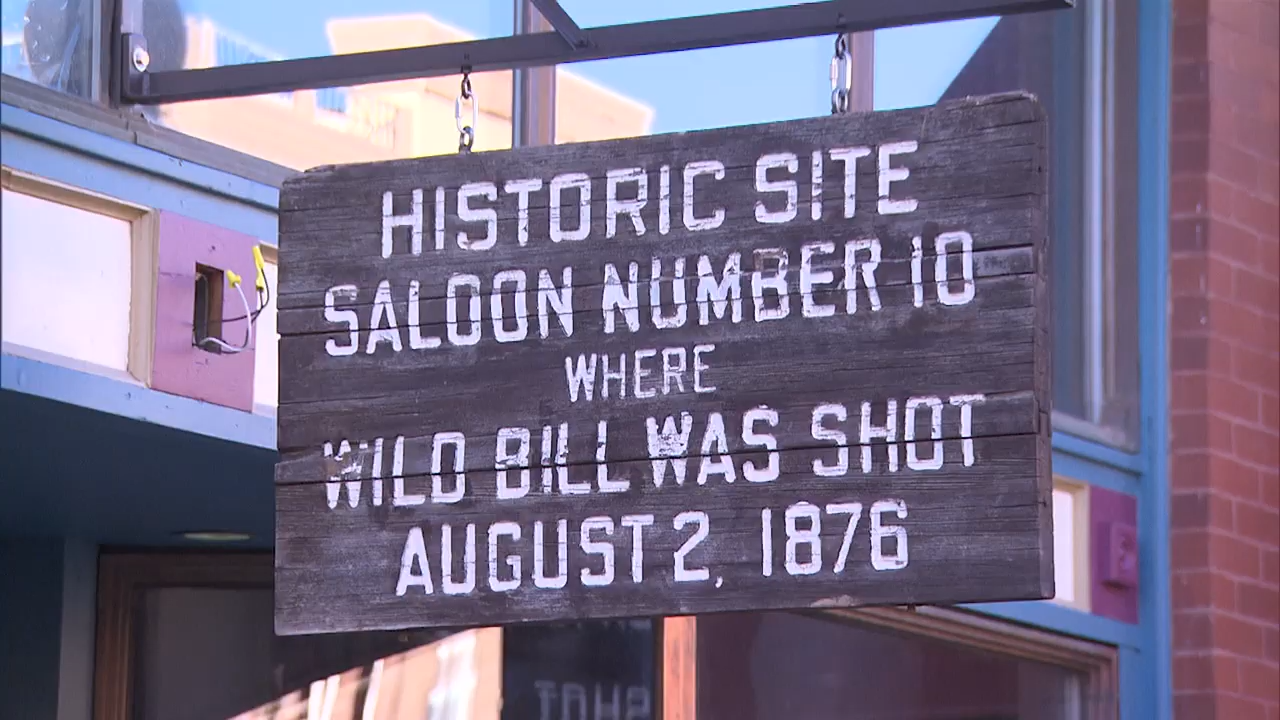 HISTORIC SITE
SALOON NUMBER 10
WHERE
WILD BILL WAS SHOT
AUGUST 2, 1876